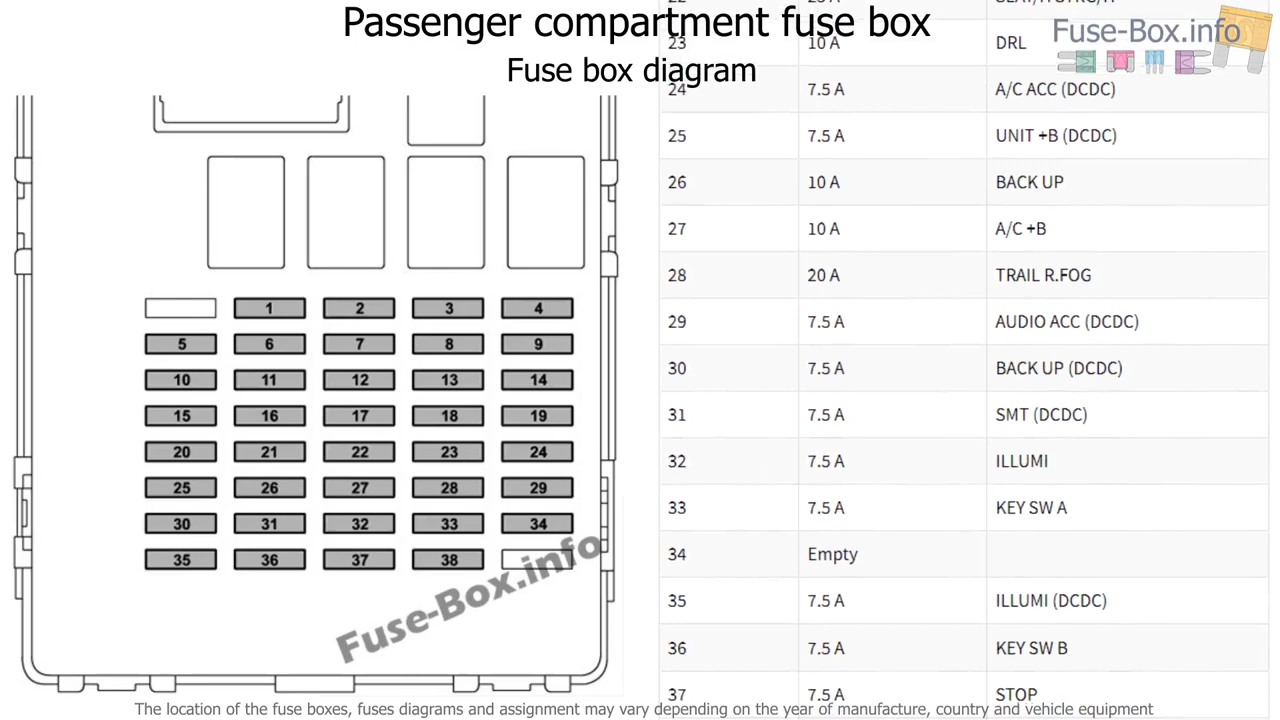 Passenger compartment fuse box
Fuse box diagram
Fuse-Box.info
23 10 A DRL
24 7.5 A A/C ACC (DCDC)
25 7.5 A UNIT +B (DCDC)
26 10 A BACK UP
27 10 A A/C +B
28 20 A TRAIL R.FOG
29 7.5 A AUDIO ACC (DCDC)
30 7.5 A BACK UP (DCDC)
31 7.5 A SMT (DCDC)
32 7.5 A ILLUMI
33 7.5 A KEY SW A
34 Empty
35 7.5 A ILLUMI (DCDC)
36 7.5 A KEY SW B
37 7.5 A STOP
1 2 3 4
5 6 7 8 9
10 11 12 13 14
15 16 17 18 19
20 21 22 23 24
25 26 27 28 29
30 31 32 33 34
35 36 37 38
Fuse-Box.info
The location of the fuse boxes, fuses diagrams and assignment may vary depending on the year of manufacture, country and vehicle equipment